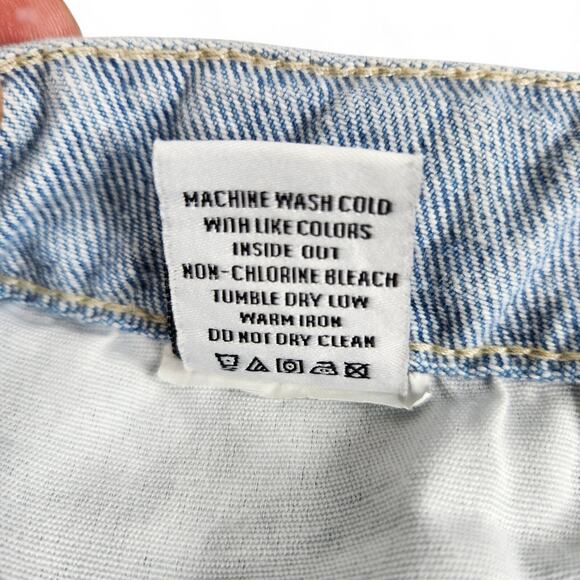 MACHINE WASH COLD
WITH LIKE COLORS
INSIDE OUT
NON-CHLORINE BLEACH
TUMBLE DRY LOW
WARM IRON
DO NOT DRY CLEAN